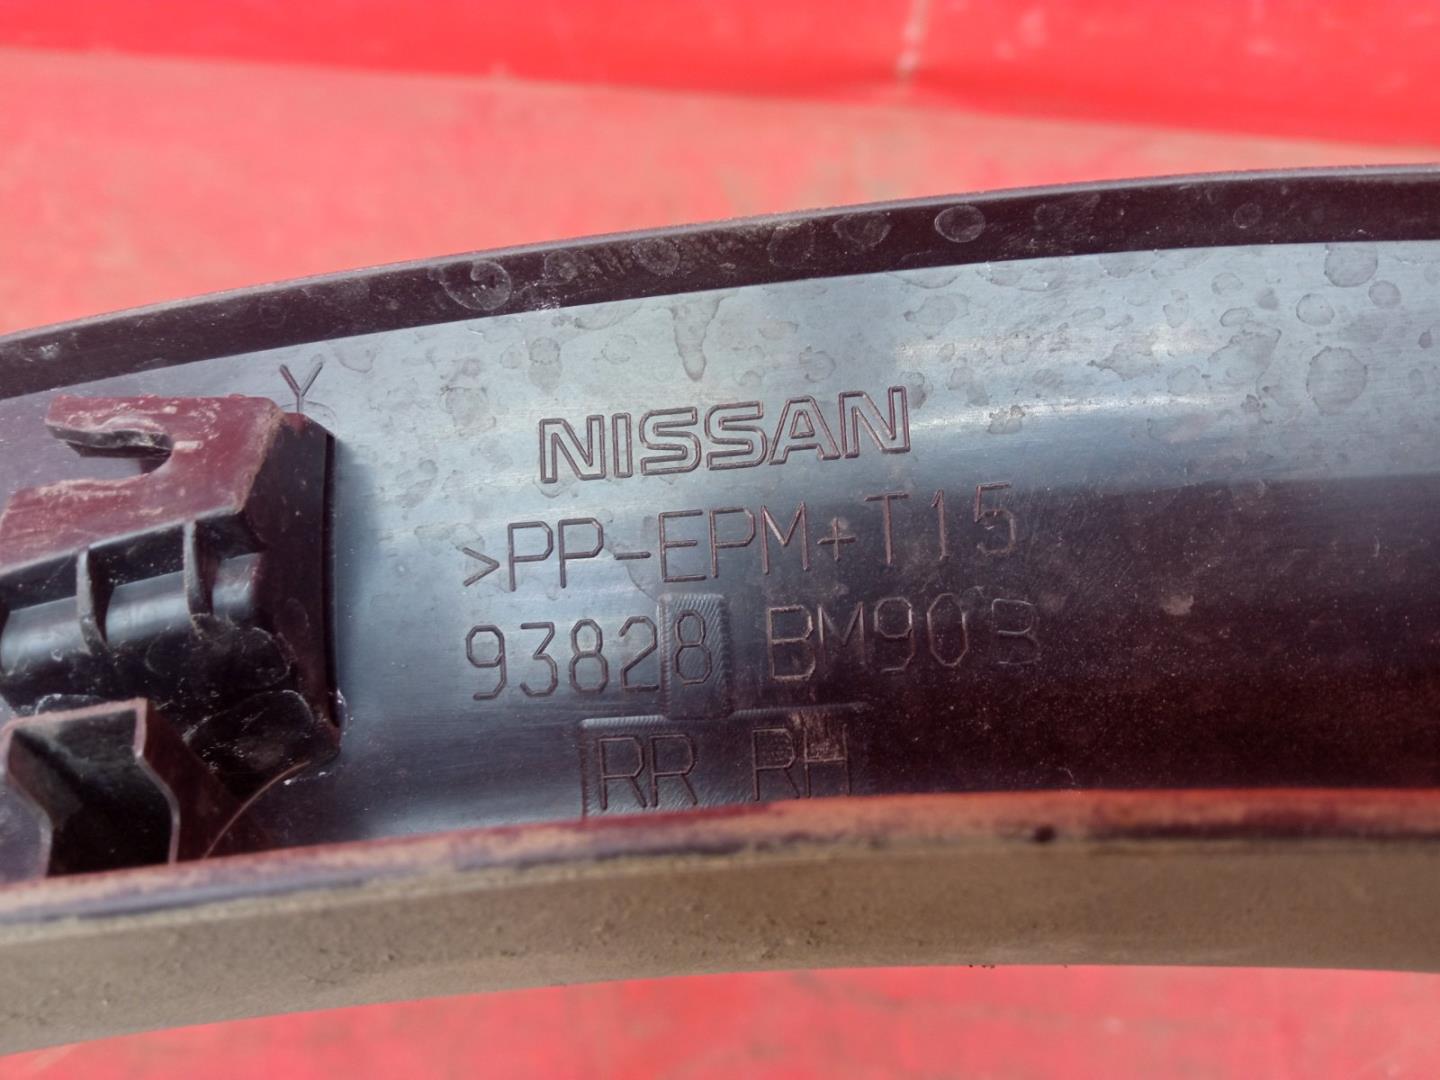 Y
NISSAN
>PP-EPM+T15
93828 BM90B
RR RH